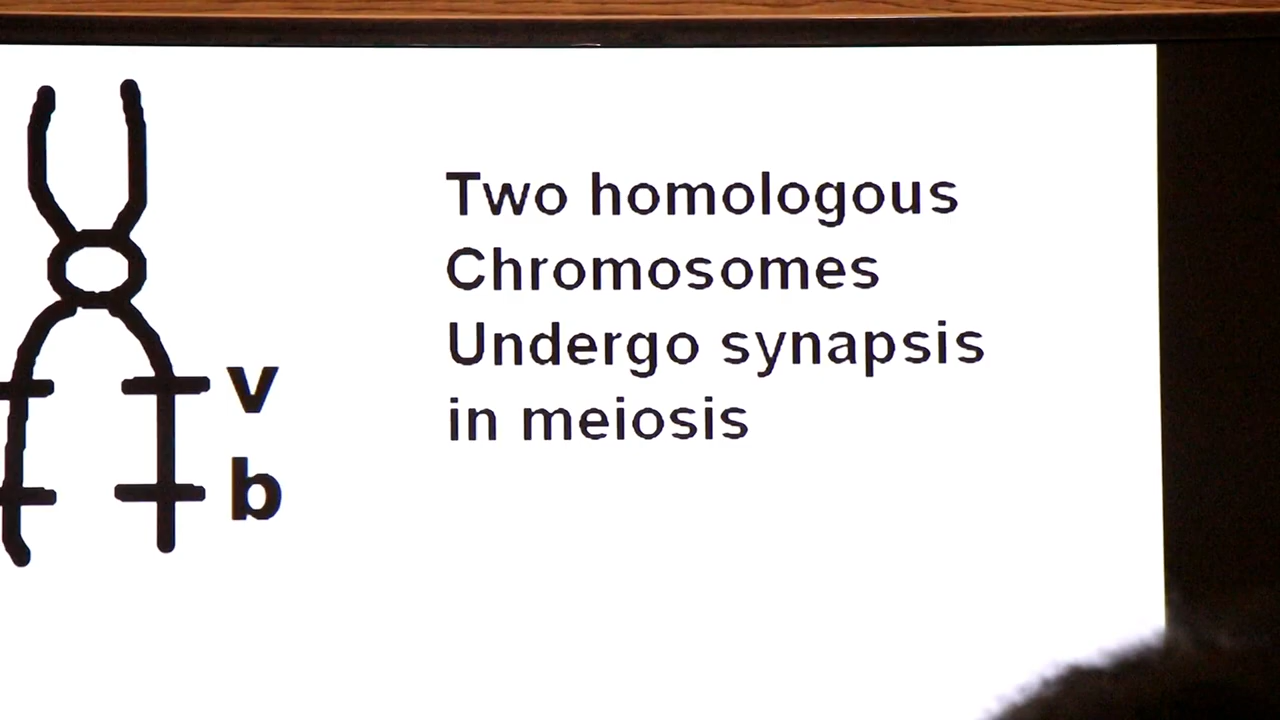 Two homologous
Chromosomes
Undergo synapsis
in meiosis
v
b